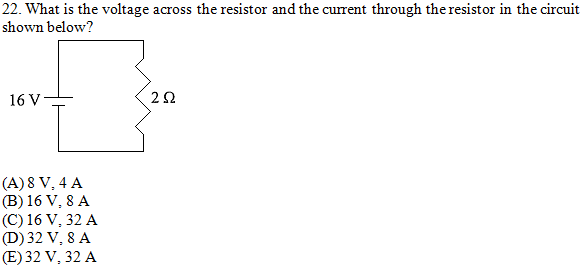 22. What is the voltage across the resistor and the current through the resistor in the circuit
shown below?
16 V
2 Ω
(A) 8 V, 4 A
(B) 16 V, 8 A
(C) 16 V, 32 A
(D) 32 V, 8 A
(E) 32 V, 32 A